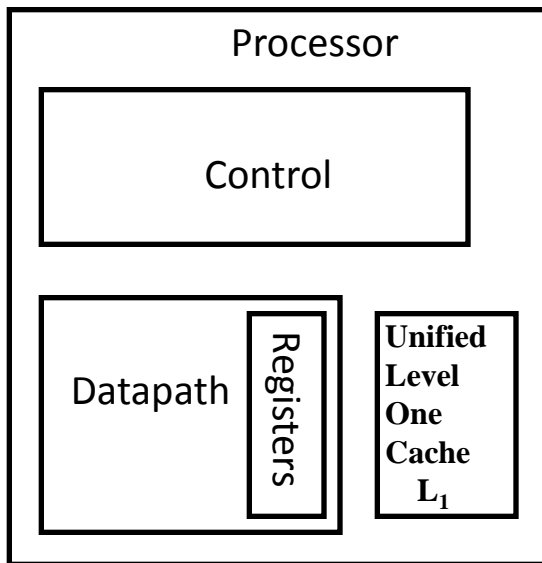 Processor
Control
Datapath
Registers
Unified
Level
One
Cache
L₁